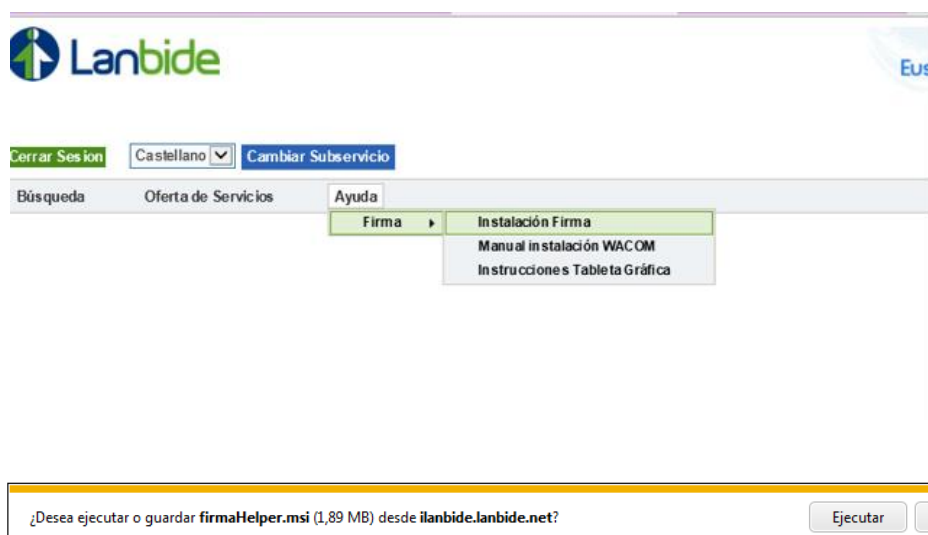 Lanbide
Eus
Cerrar Sesion Castellano Cambiar Subservicio
Búsqueda Oferta de Servicios Ayuda
Firma Instalación Firma
Manual instalación WACOM
Instrucciones Tableta Gráfica
¿Desea ejecutar o guardar firmaHelper.msi (1,89 MB) desde ilanbide.lanbide.net? Ejecutar